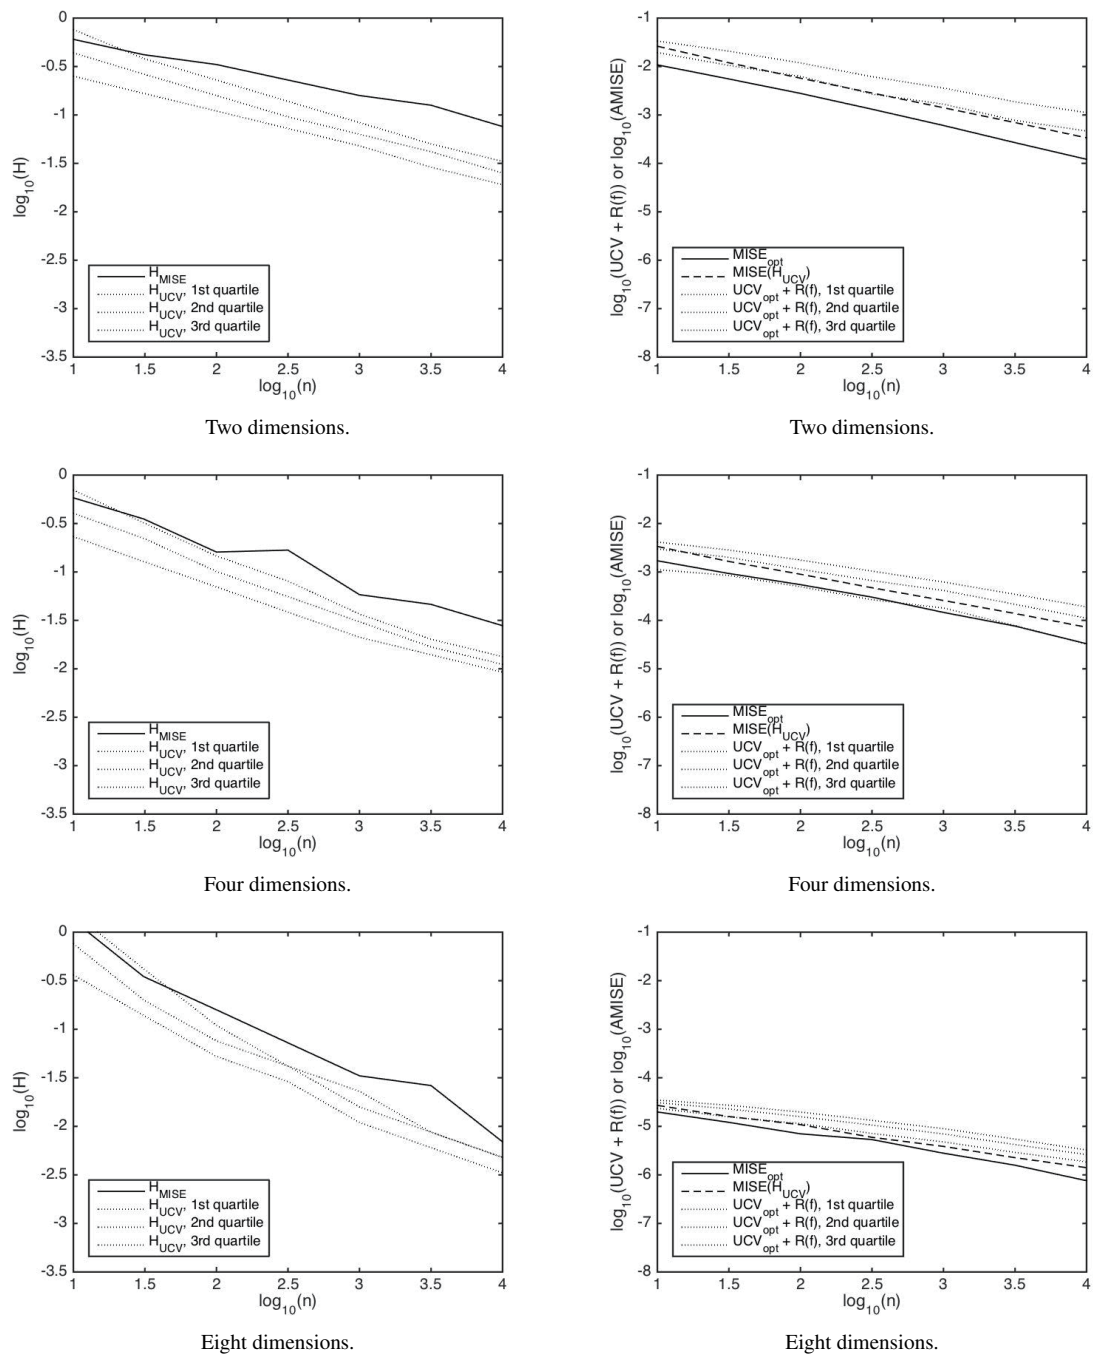 0
-0.5
-1
-1.5
-2
-2.5
-3
-3.5
log10(H)
H_MISE
H_UCV, 1st quartile
H_UCV, 2nd quartile
H_UCV, 3rd quartile
1 1.5 2 2.5 3 3.5 4
log10(n)
Two dimensions.
-1
-2
-3
-4
-5
-6
-7
-8
log10(UCV + R(f)) or log10(AMISE)
MISE_opt
MISE(H_UCV)
UCV_opt + R(f), 1st quartile
UCV_opt + R(f), 2nd quartile
UCV_opt + R(f), 3rd quartile
1 1.5 2 2.5 3 3.5 4
log10(n)
Two dimensions.
0
-0.5
-1
-1.5
-2
-2.5
-3
-3.5
log10(H)
H_MISE
H_UCV, 1st quartile
H_UCV, 2nd quartile
H_UCV, 3rd quartile
1 1.5 2 2.5 3 3.5 4
log10(n)
Four dimensions.
-1
-2
-3
-4
-5
-6
-7
-8
log10(UCV + R(f)) or log10(AMISE)
MISE_opt
MISE(H_UCV)
UCV_opt + R(f), 1st quartile
UCV_opt + R(f), 2nd quartile
UCV_opt + R(f), 3rd quartile
1 1.5 2 2.5 3 3.5 4
log10(n)
Four dimensions.
0
-0.5
-1
-1.5
-2
-2.5
-3
-3.5
log10(H)
H_MISE
H_UCV, 1st quartile
H_UCV, 2nd quartile
H_UCV, 3rd quartile
1 1.5 2 2.5 3 3.5 4
log10(n)
Eight dimensions.
-1
-2
-3
-4
-5
-6
-7
-8
log10(UCV + R(f)) or log10(AMISE)
MISE_opt
MISE(H_UCV)
UCV_opt + R(f), 1st quartile
UCV_opt + R(f), 2nd quartile
UCV_opt + R(f), 3rd quartile
1 1.5 2 2.5 3 3.5 4
log10(n)
Eight dimensions.